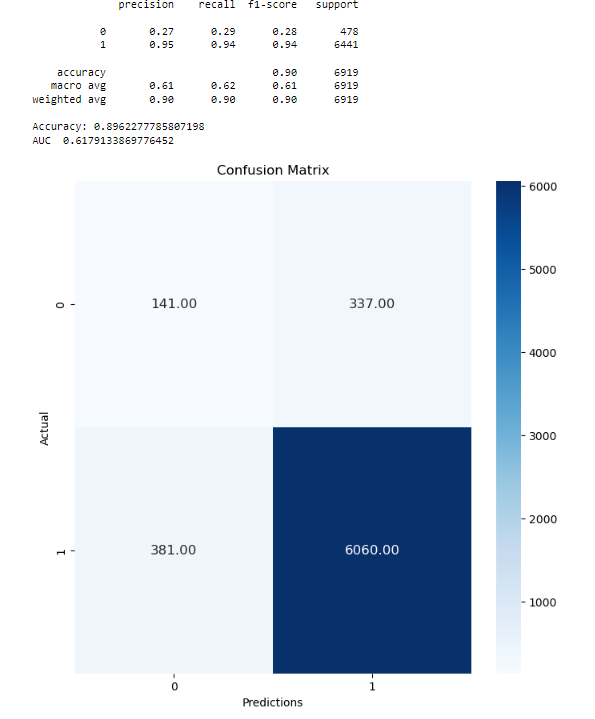 precision recall f1-score support
0 0.27 0.29 0.28 478
1 0.95 0.94 0.94 6441
accuracy 0.90 6919
macro avg 0.61 0.62 0.61 6919
weighted avg 0.90 0.90 0.90 6919
Accuracy: 0.8962277785807198
AUC 0.6179133869776452
Confusion Matrix
6000
5000
4000
3000
2000
1000
Actual
0
141.00 337.00
1
381.00 6060.00
0 1
Predictions